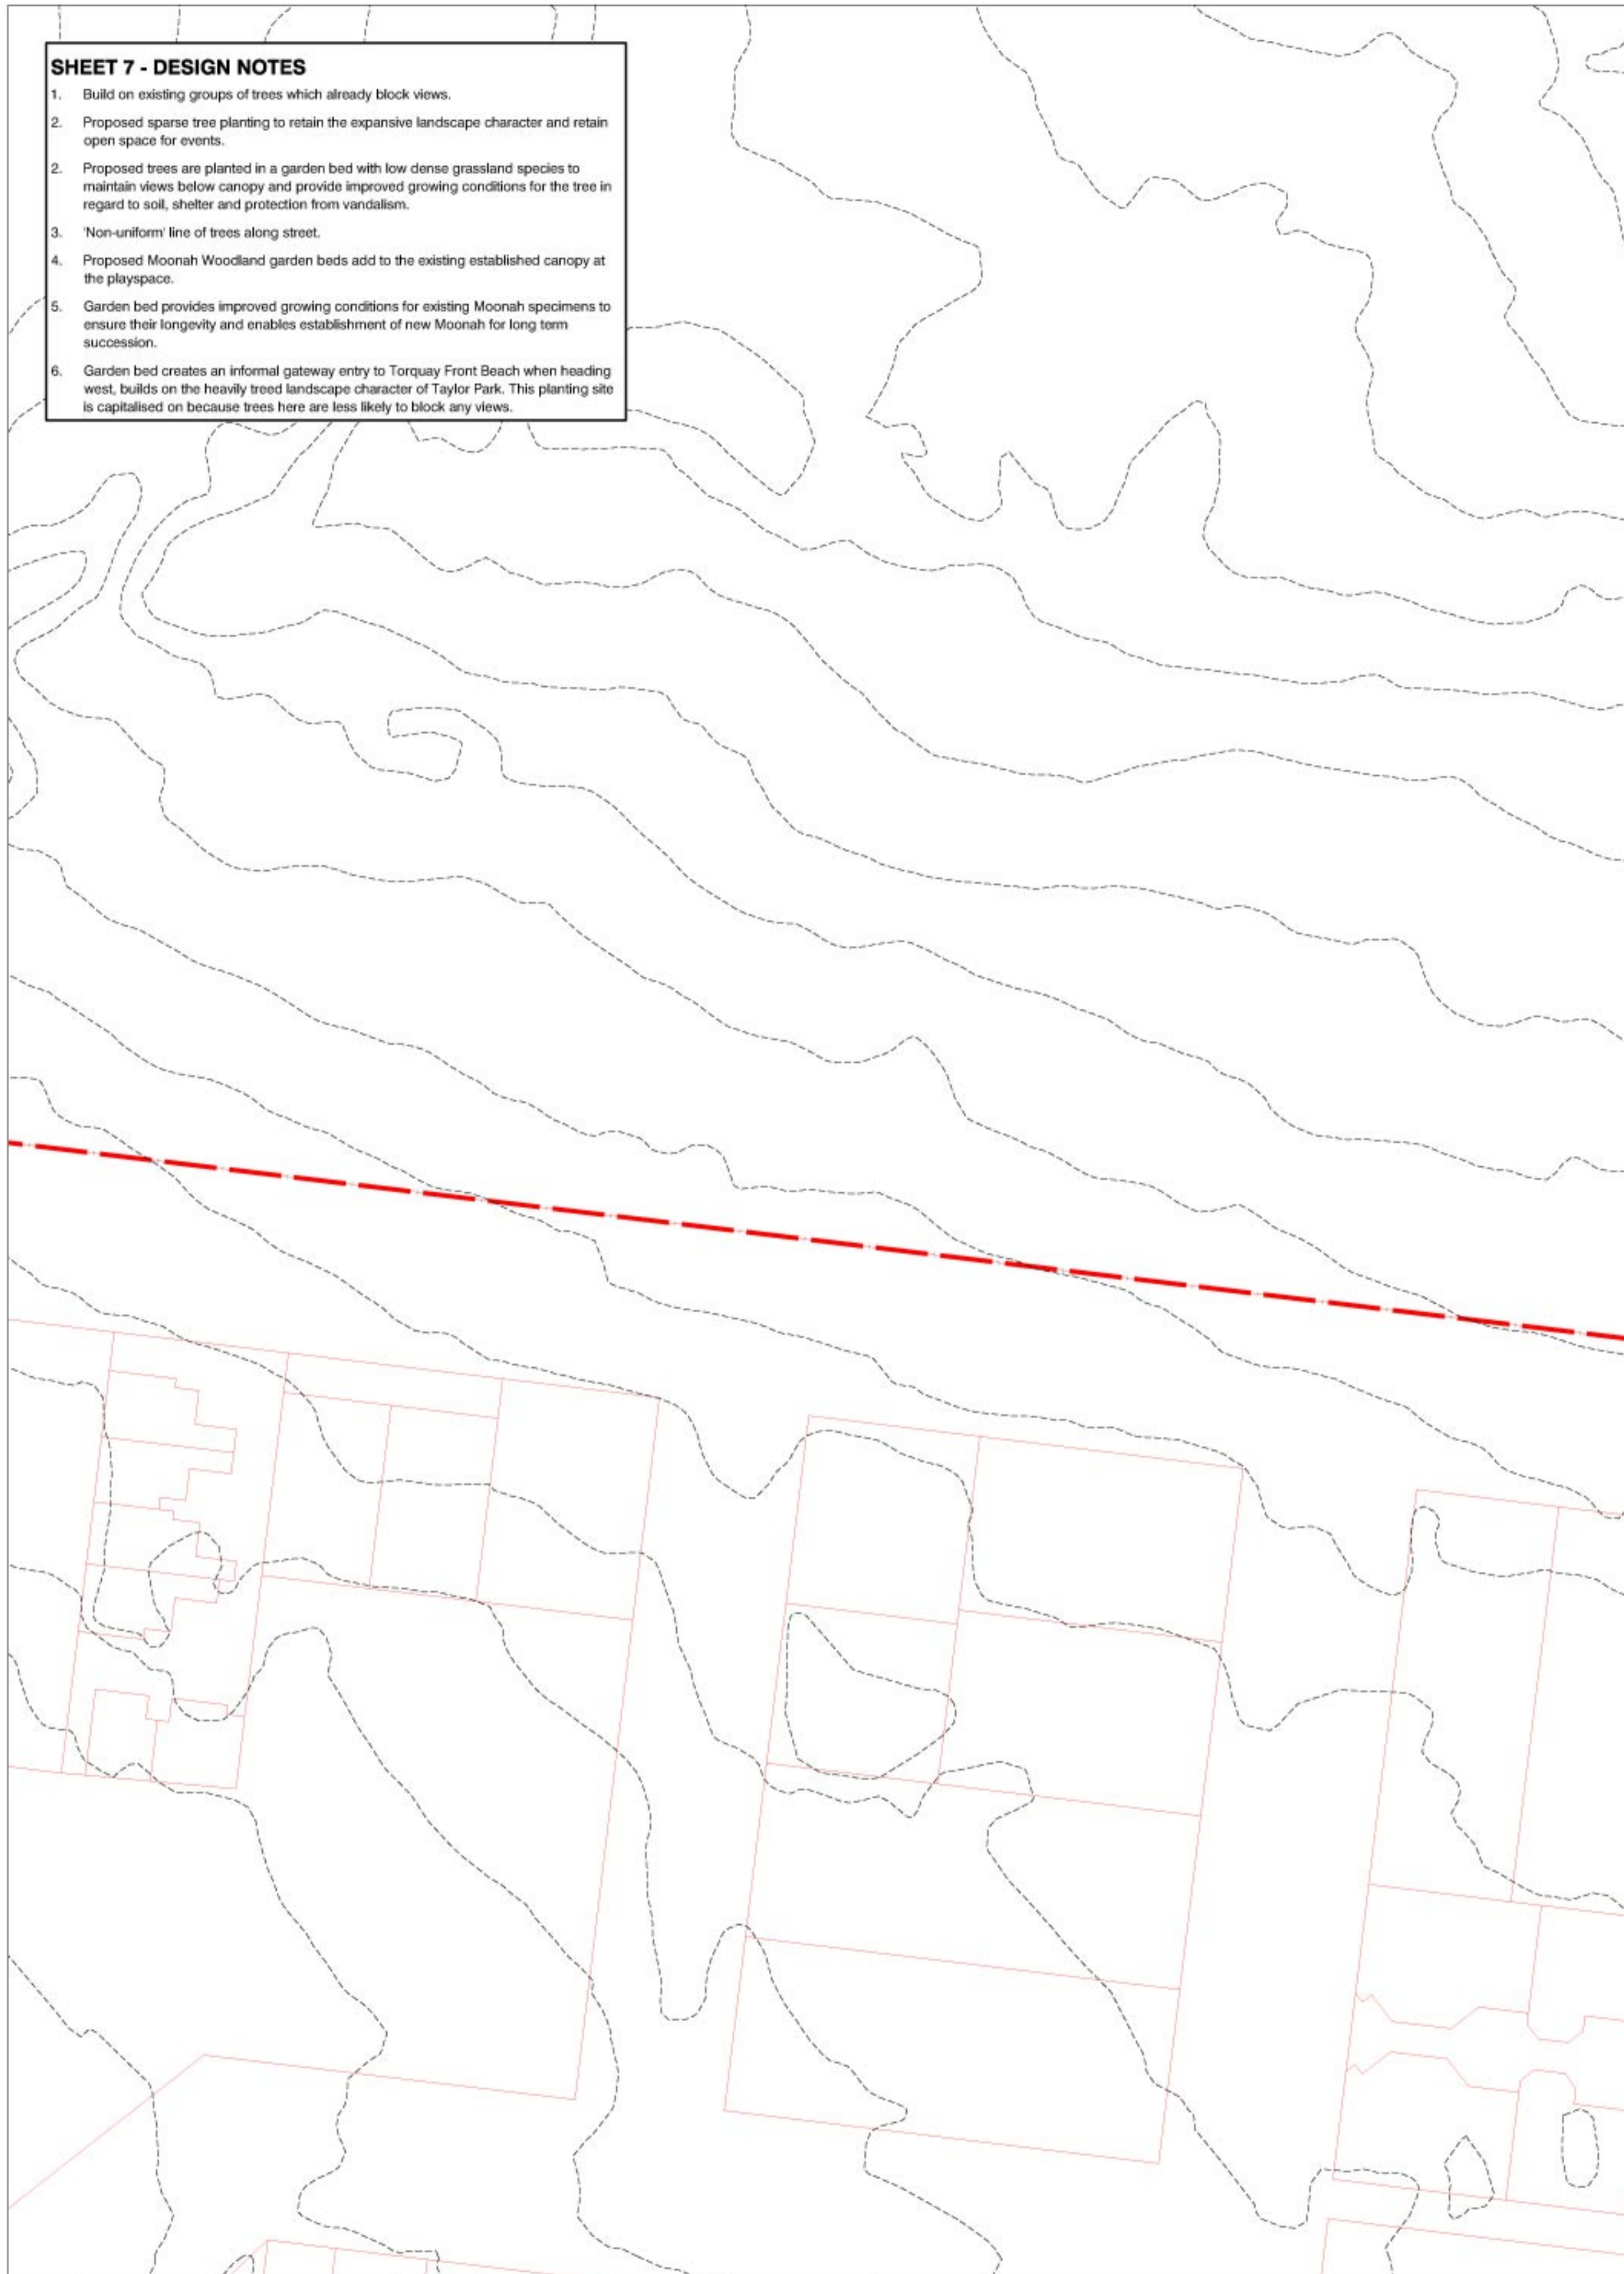 SHEET 7 - DESIGN NOTES
1. Build on existing groups of trees which already block views.
2. Proposed sparse tree planting to retain the expansive landscape character and retain
open space for events.
2. Proposed trees are planted in a garden bed with low dense grassland species to
maintain views below canopy and provide improved growing conditions for the tree in
regard to soil, shelter and protection from vandalism.
3. 'Non-uniform' line of trees along street.
4. Proposed Moonah Woodland garden beds add to the existing established canopy at
the playspace.
5. Garden bed provides improved growing conditions for existing Moonah specimens to
ensure their longevity and enables establishment of new Moonah for long term
succession.
6. Garden bed creates an informal gateway entry to Torquay Front Beach when heading
west, builds on the heavily treed landscape character of Taylor Park. This planting site
is capitalised on because trees here are less likely to block any views.